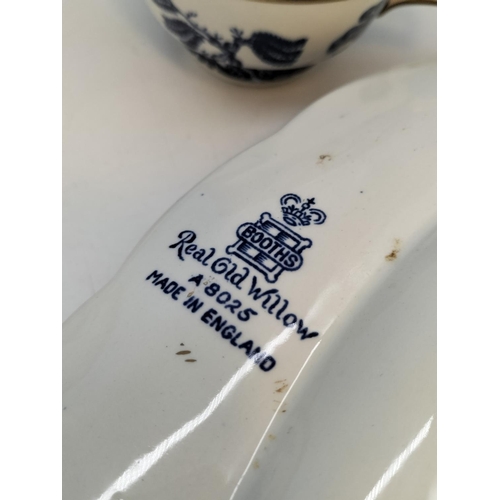 BOOTHS
Real Old Willow
A 8025
MADE IN ENGLAND